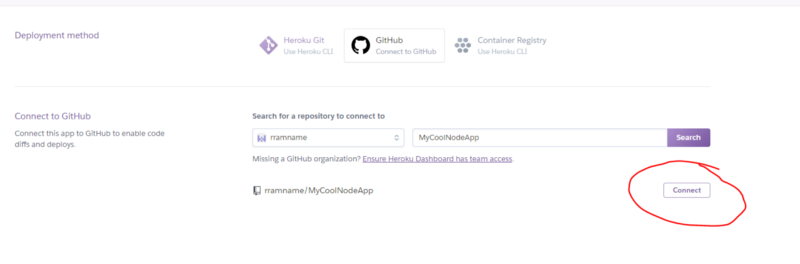 Deployment method
Heroku Git
Use Heroku CLI
GitHub
Connect to GitHub
Container Registry
Use Heroku CLI
Connect to GitHub
Connect this app to GitHub to enable code
diffs and deploys.
Search for a repository to connect to
rramname
MyCoolNodeApp
Search
Missing a GitHub organization? Ensure Heroku Dashboard has team access.
rramname/MyCoolNodeApp
Connect